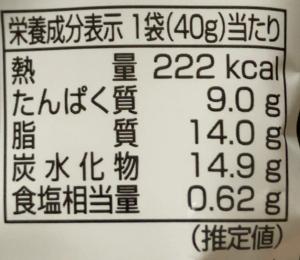 栄養成分表示 1袋(40g)当たり
熱量 222 kcal
たんぱく質 9.0 g
脂質 14.0 g
炭水化物 14.9 g
食塩相当量 0.62 g
(推定値)